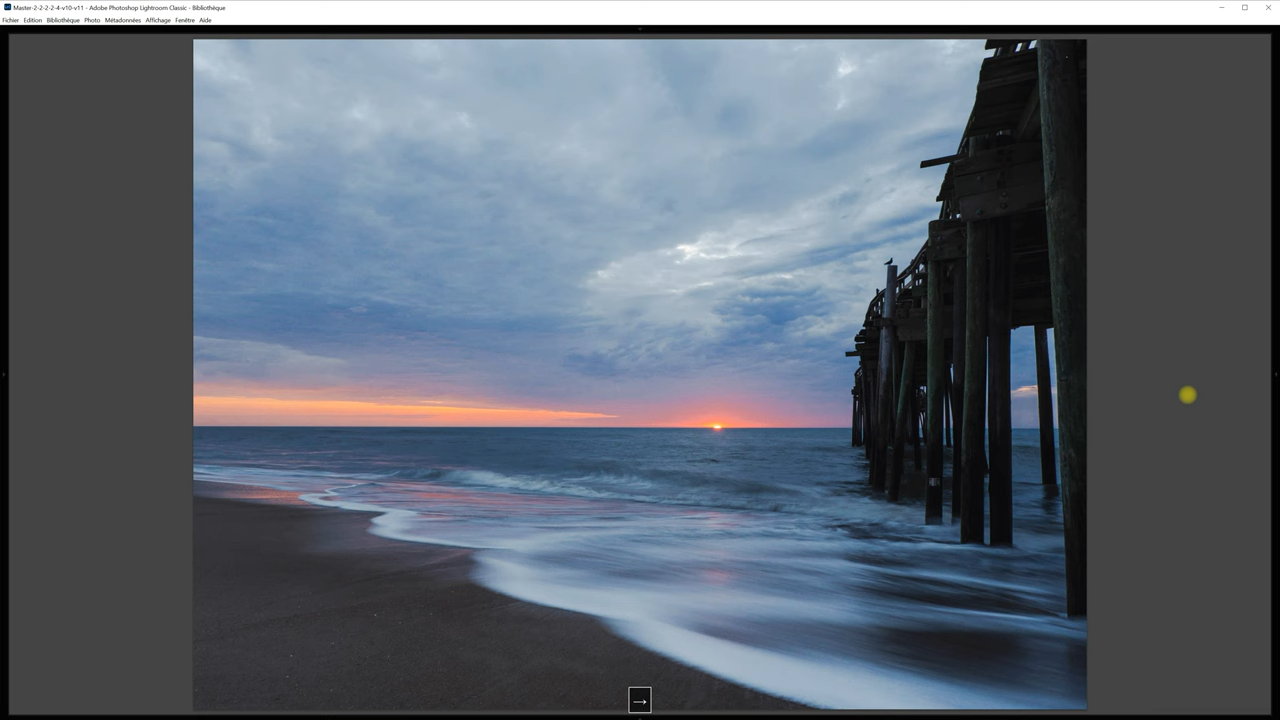 Master-2-2-2-2-4-v10-v11 - Adobe Photoshop Lightroom Classic - Bibliothèque
Fichier Edition Bibliothèque Photo Métadonnées Affichage Fenêtre Aide
→